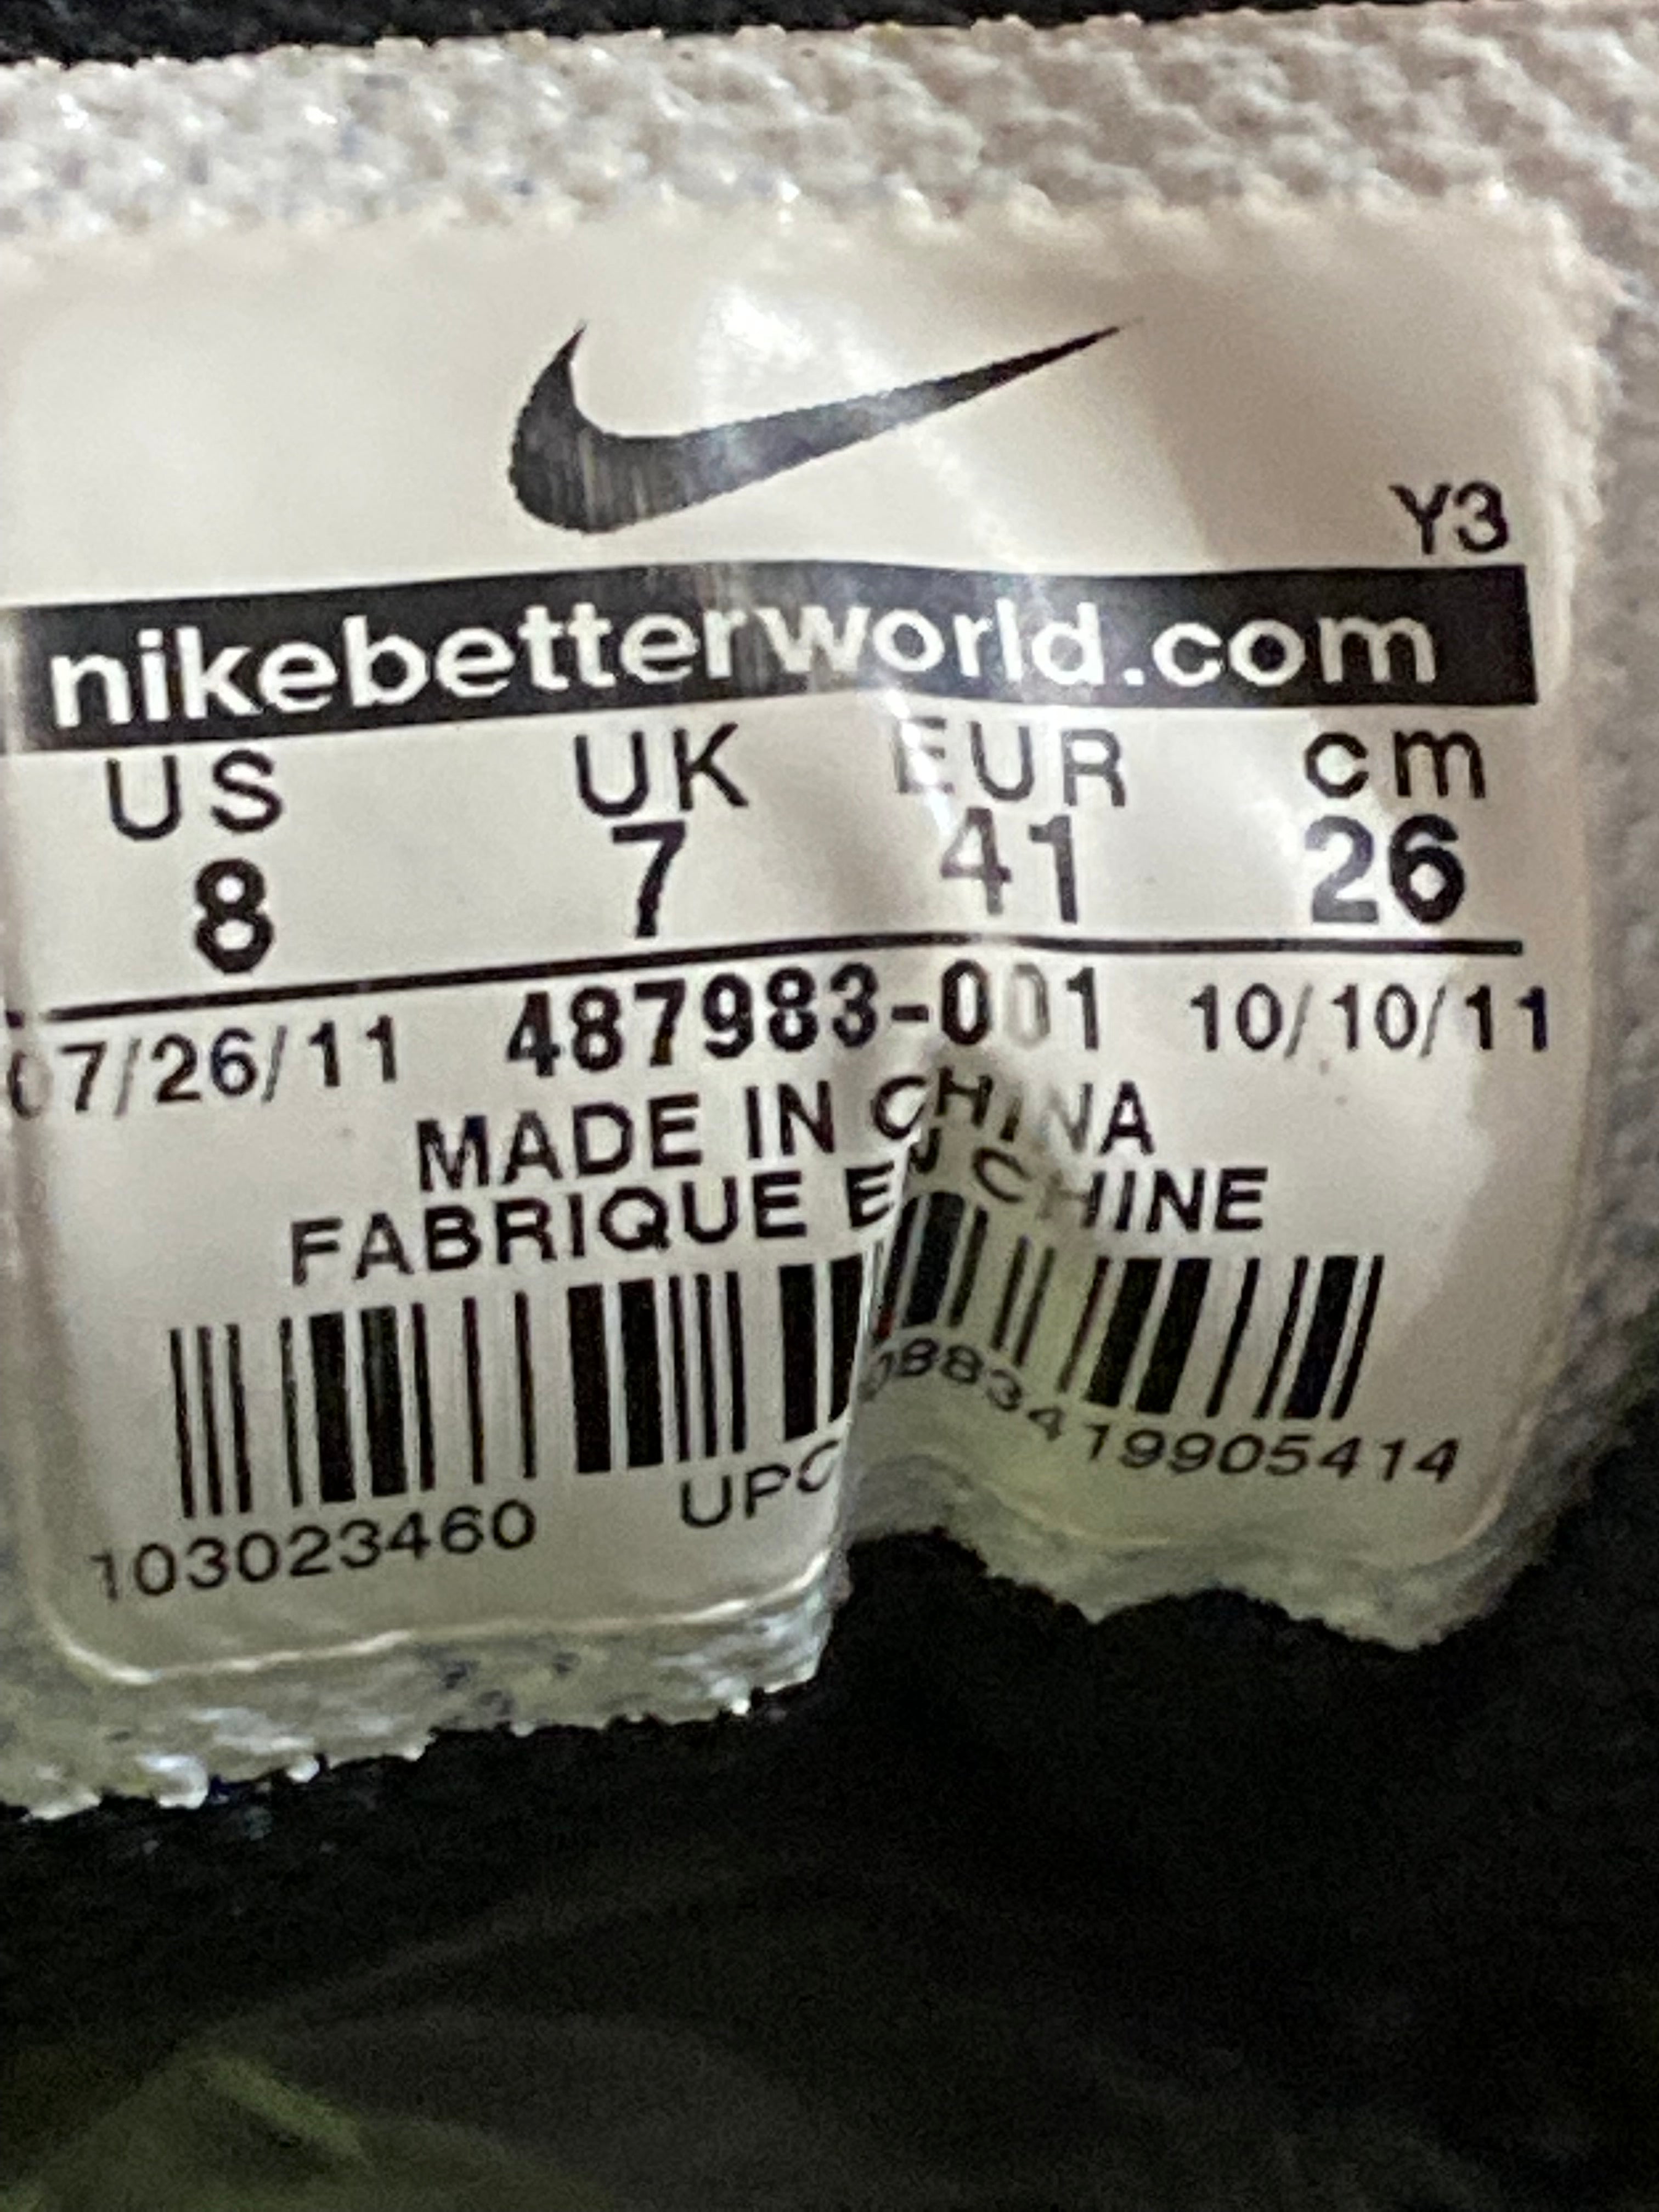 Y3
nikebetterworld.com
US UK EUR cm
8 7 41 26
07/26/11 487983-001 10/10/11
MADE IN CHINA
FABRIQUE EN CHINE
103023460 UPC 00883419905414